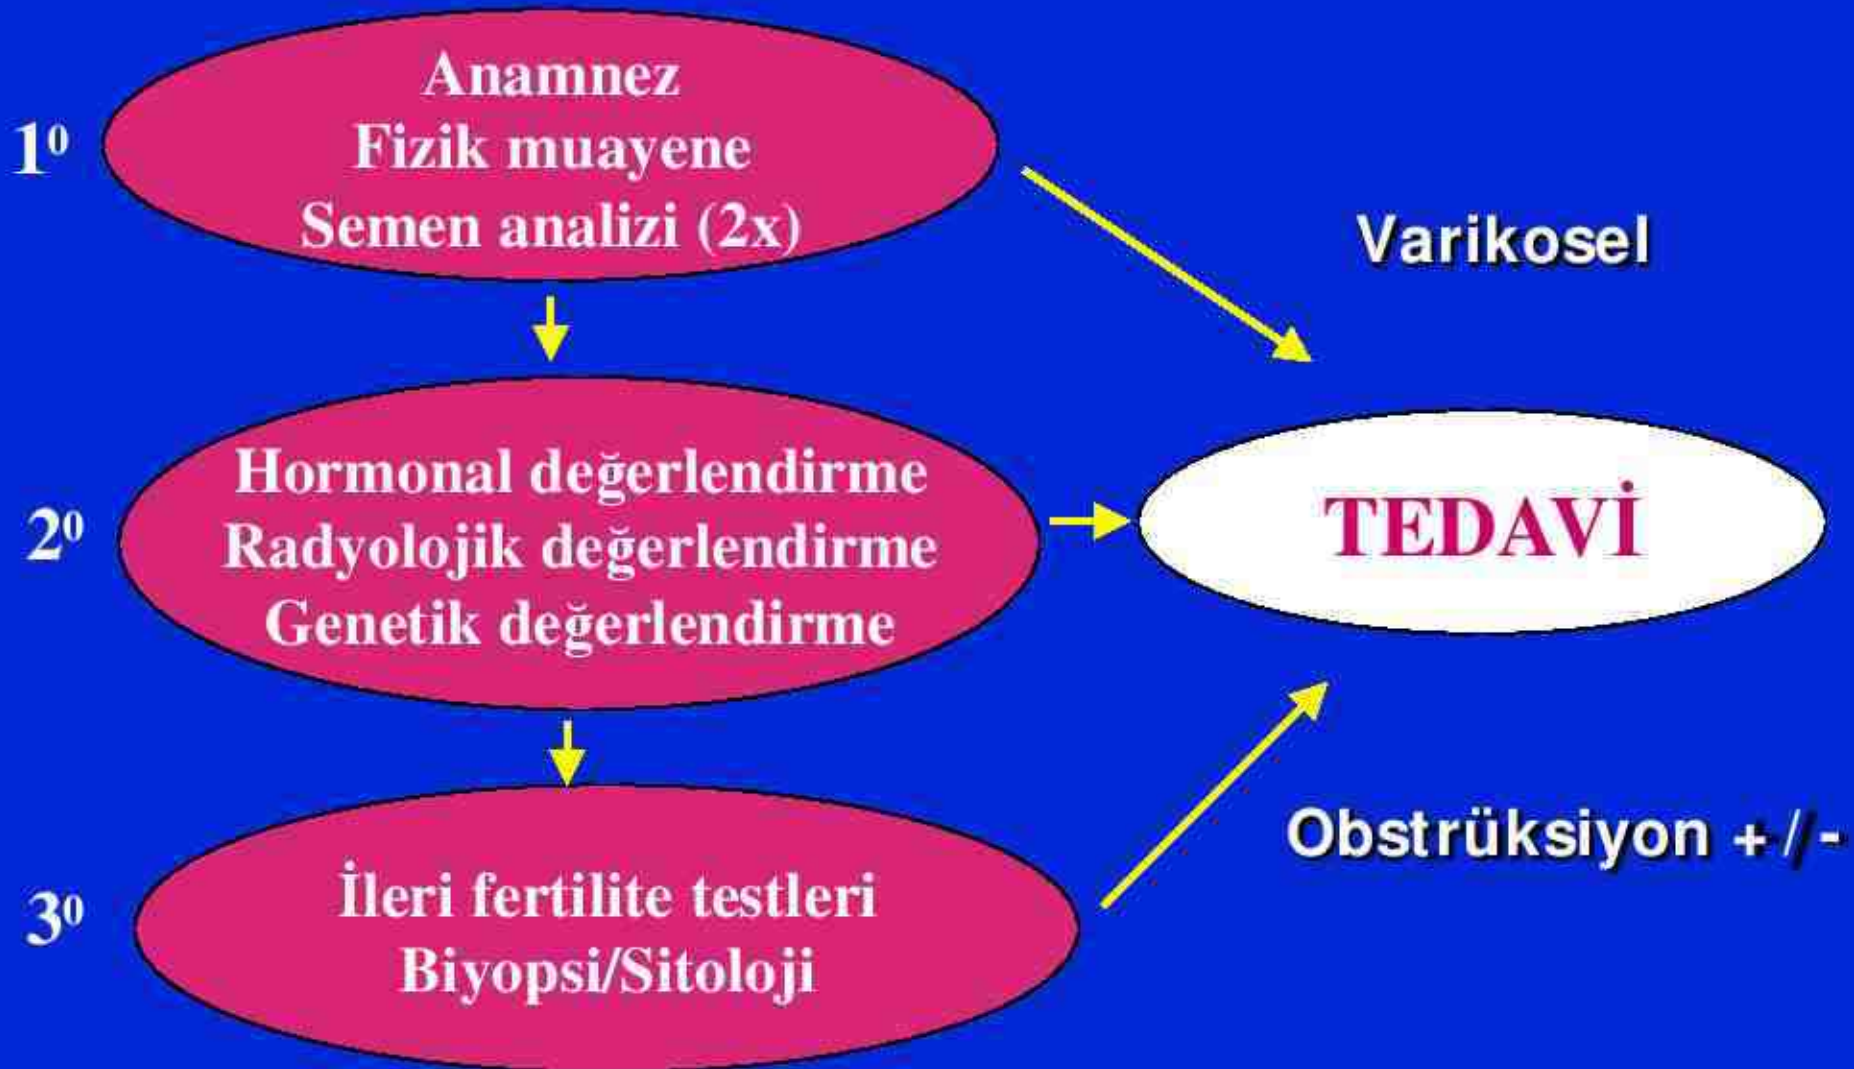 1⁰
Anamnez
Fizik muayene
Semen analizi (2x)
Varikosel
2⁰
Hormonal değerlendirme
Radyolojik değerlendirme
Genetik değerlendirme
TEDAVİ
3⁰
İleri fertilite testleri
Biyopsi/Sitoloji
Obstrüksiyon + / -